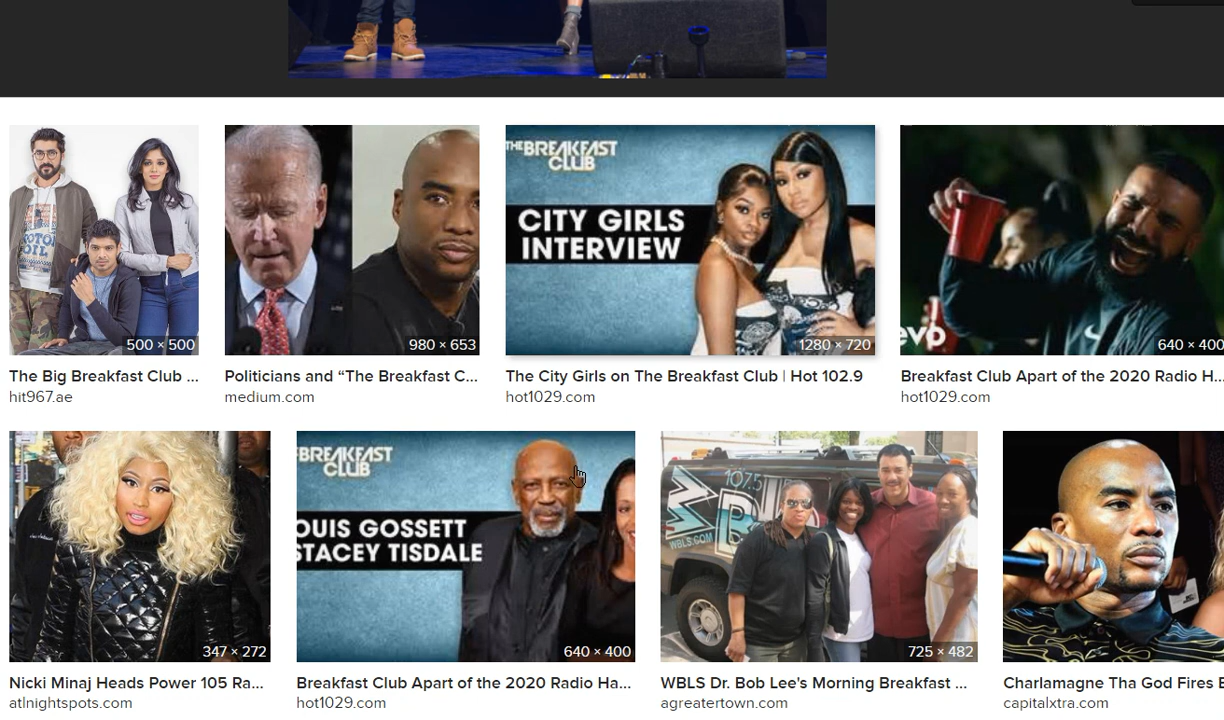 MOTOR
OIL
THE BREAKFAST
CLUB
CITY GIRLS
INTERVIEW
evo
500 × 500
980 × 653
1280 × 720
640 × 400
The Big Breakfast Club ...
Politicians and “The Breakfast C...
The City Girls on The Breakfast Club | Hot 102.9
Breakfast Club Apart of the 2020 Radio H...
hit967.ae
medium.com
hot1029.com
hot1029.com
BREAKFAST
CLUB
OUIS GOSSETT
STACEY TISDALE
107.5
WBL
WBLS.COM
347 × 272
640 × 400
725 × 482
Nicki Minaj Heads Power 105 Ra...
Breakfast Club Apart of the 2020 Radio Ha...
WBLS Dr. Bob Lee's Morning Breakfast ...
Charlamagne Tha God Fires B
atlnightspots.com
hot1029.com
agreatertown.com
capitalxtra.com